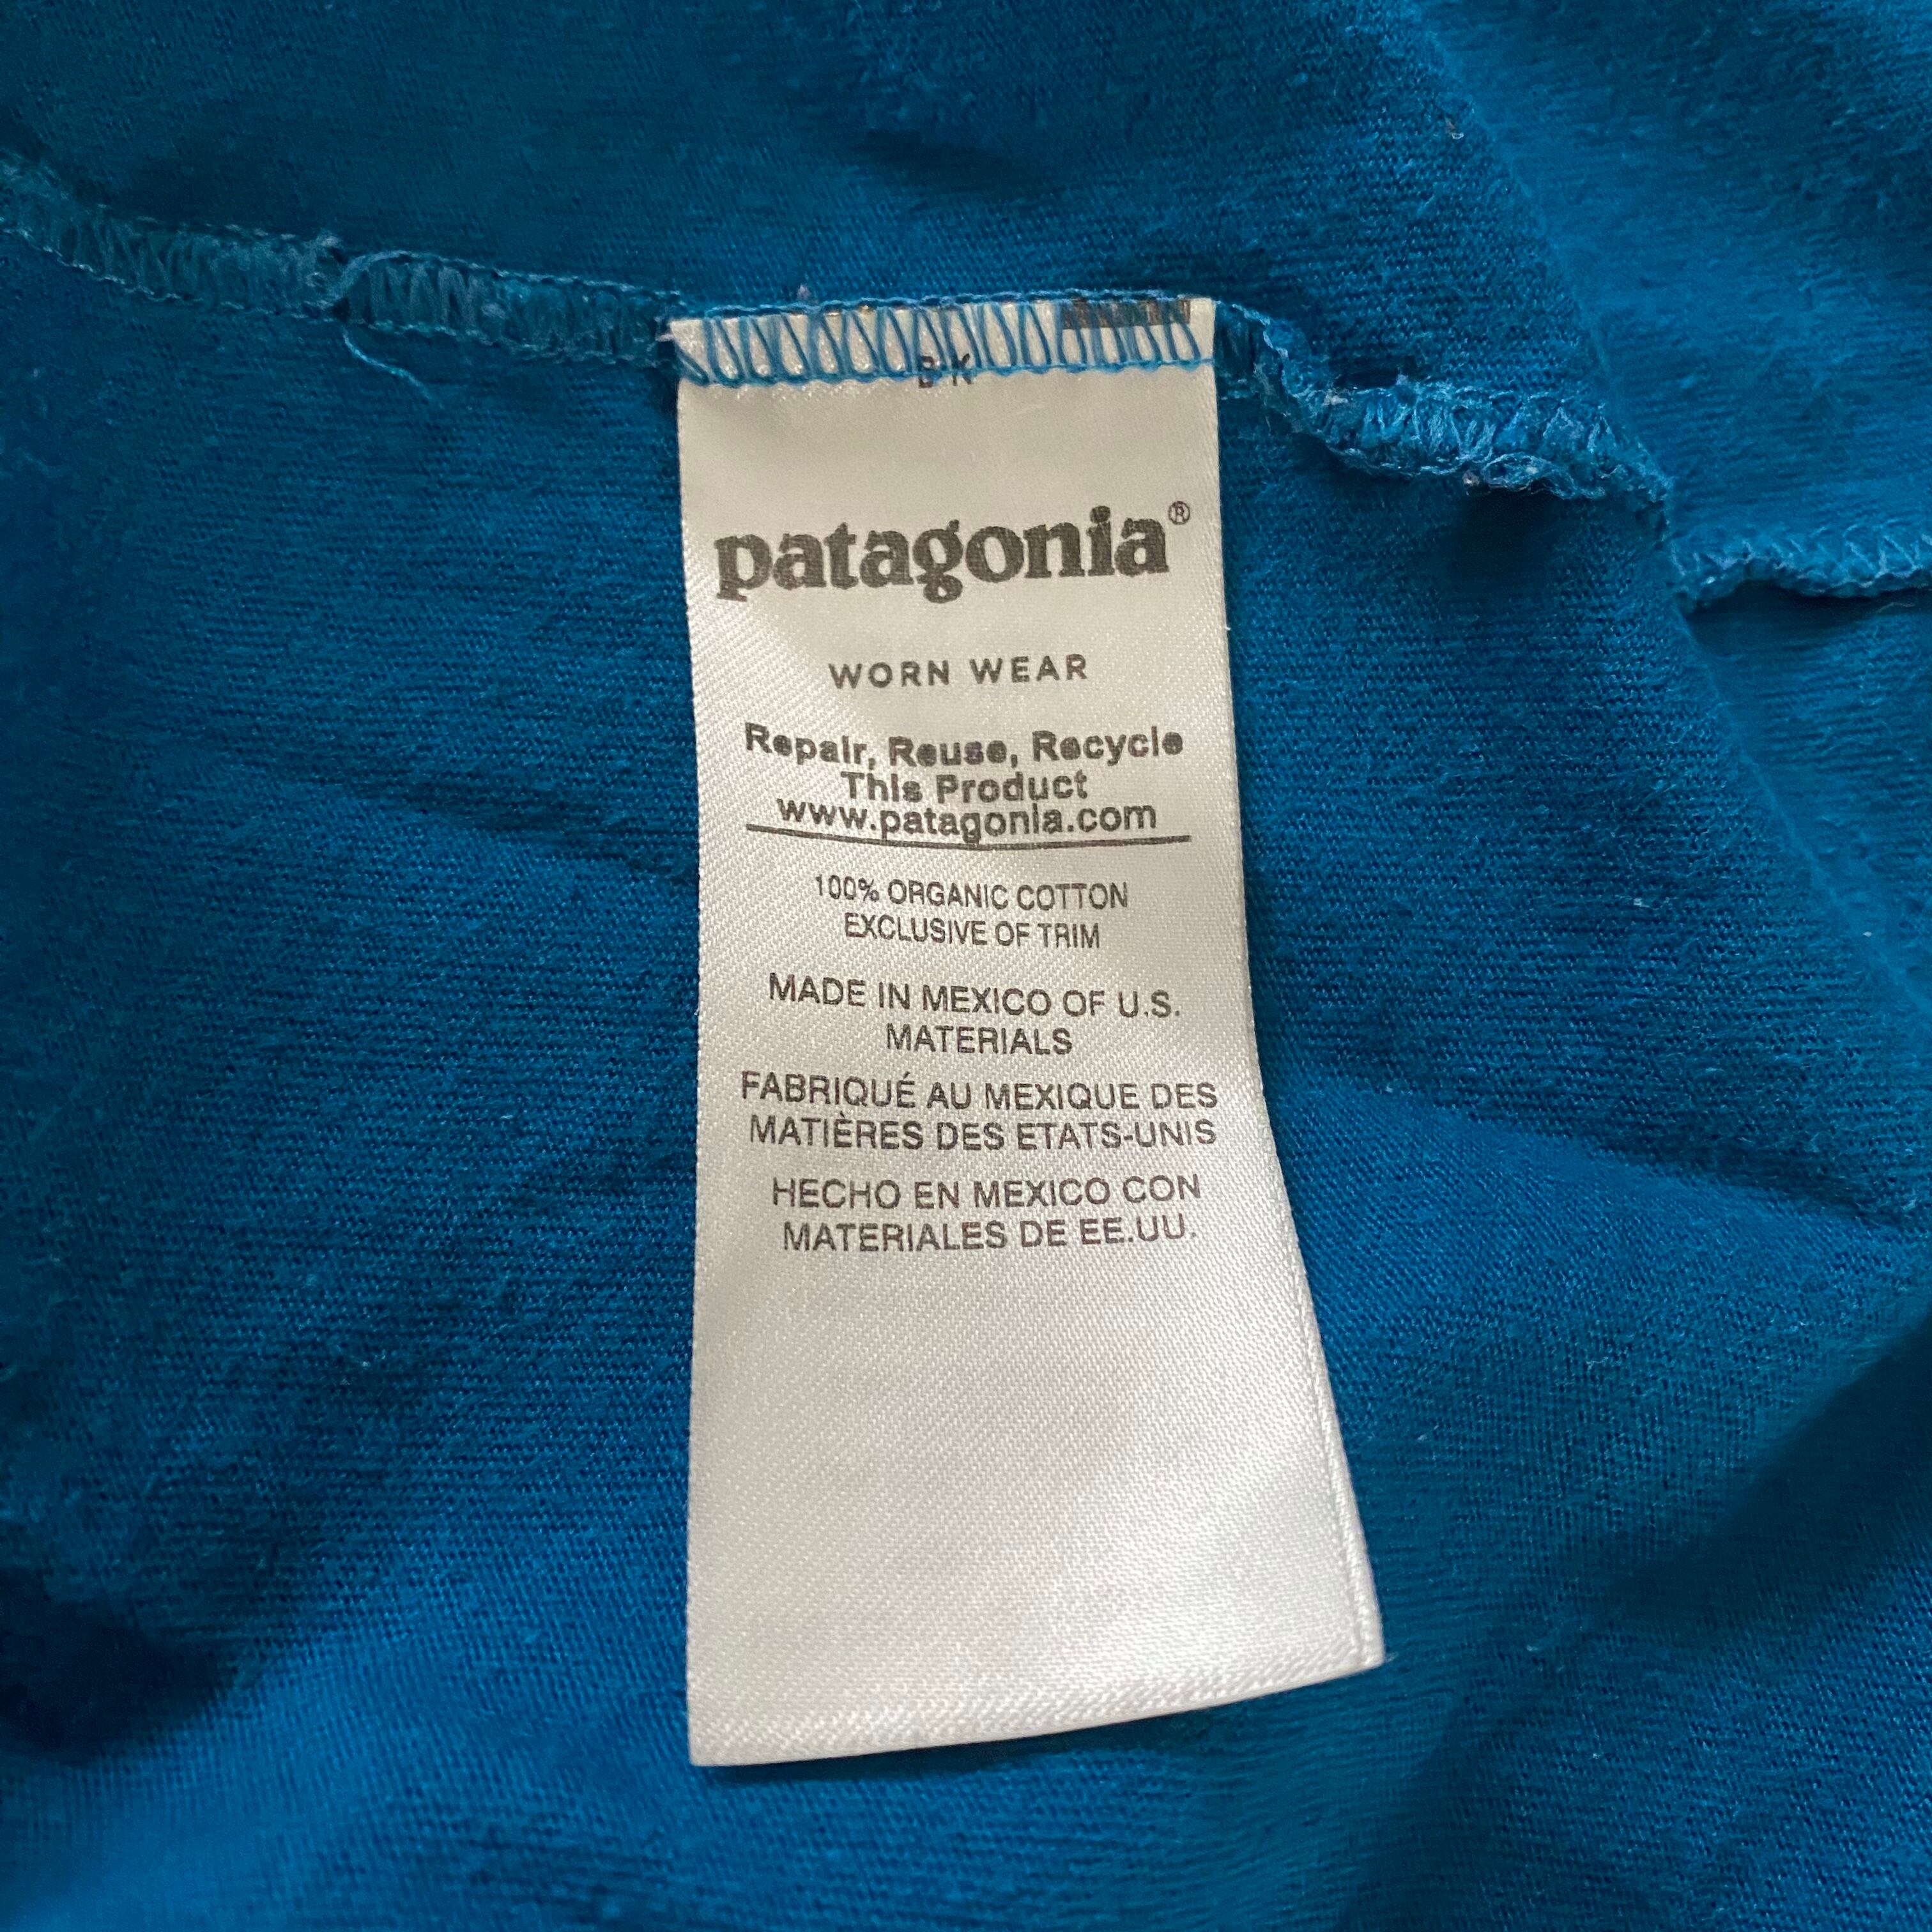 B K
patagonia®
WORN WEAR
Repair, Reuse, Recycle
This Product
www.patagonia.com
100% ORGANIC COTTON
EXCLUSIVE OF TRIM
MADE IN MEXICO OF U.S.
MATERIALS
FABRIQUÉ AU MEXIQUE DES
MATIÈRES DES ETATS-UNIS
HECHO EN MEXICO CON
MATERIALES DE EE.UU.